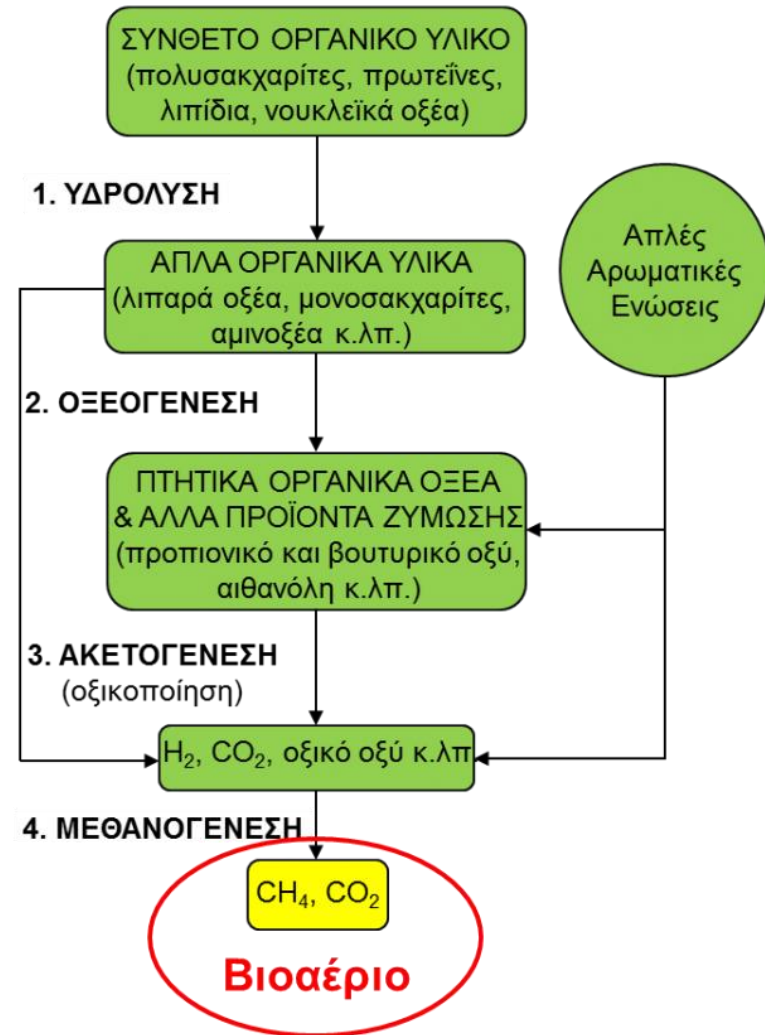 ΣΥΝΘΕΤΟ ΟΡΓΑΝΙΚΟ ΥΛΙΚΟ
(πολυσακχαρίτες, πρωτεΐνες,
λιπίδια, νουκλεϊκά οξέα)
1. ΥΔΡΟΛΥΣΗ
ΑΠΛΑ ΟΡΓΑΝΙΚΑ ΥΛΙΚΑ
(λιπαρά οξέα, μονοσακχαρίτες,
αμινοξέα κ.λπ.)
Απλές
Αρωματικές
Ενώσεις
2. ΟΞΕΟΓΕΝΕΣΗ
ΠΤΗΤΙΚΑ ΟΡΓΑΝΙΚΑ ΟΞΕΑ
& ΑΛΛΑ ΠΡΟΪΟΝΤΑ ΖΥΜΩΣΗΣ
(προπιονικό και βουτυρικό οξύ,
αιθανόλη κ.λπ.)
3. ΑΚΕΤΟΓΕΝΕΣΗ
(οξικοποίηση)
H₂, CO₂, οξικό οξύ κ.λπ
4. ΜΕΘΑΝΟΓΕΝΕΣΗ
CH₄, CO₂
Βιοαέριο